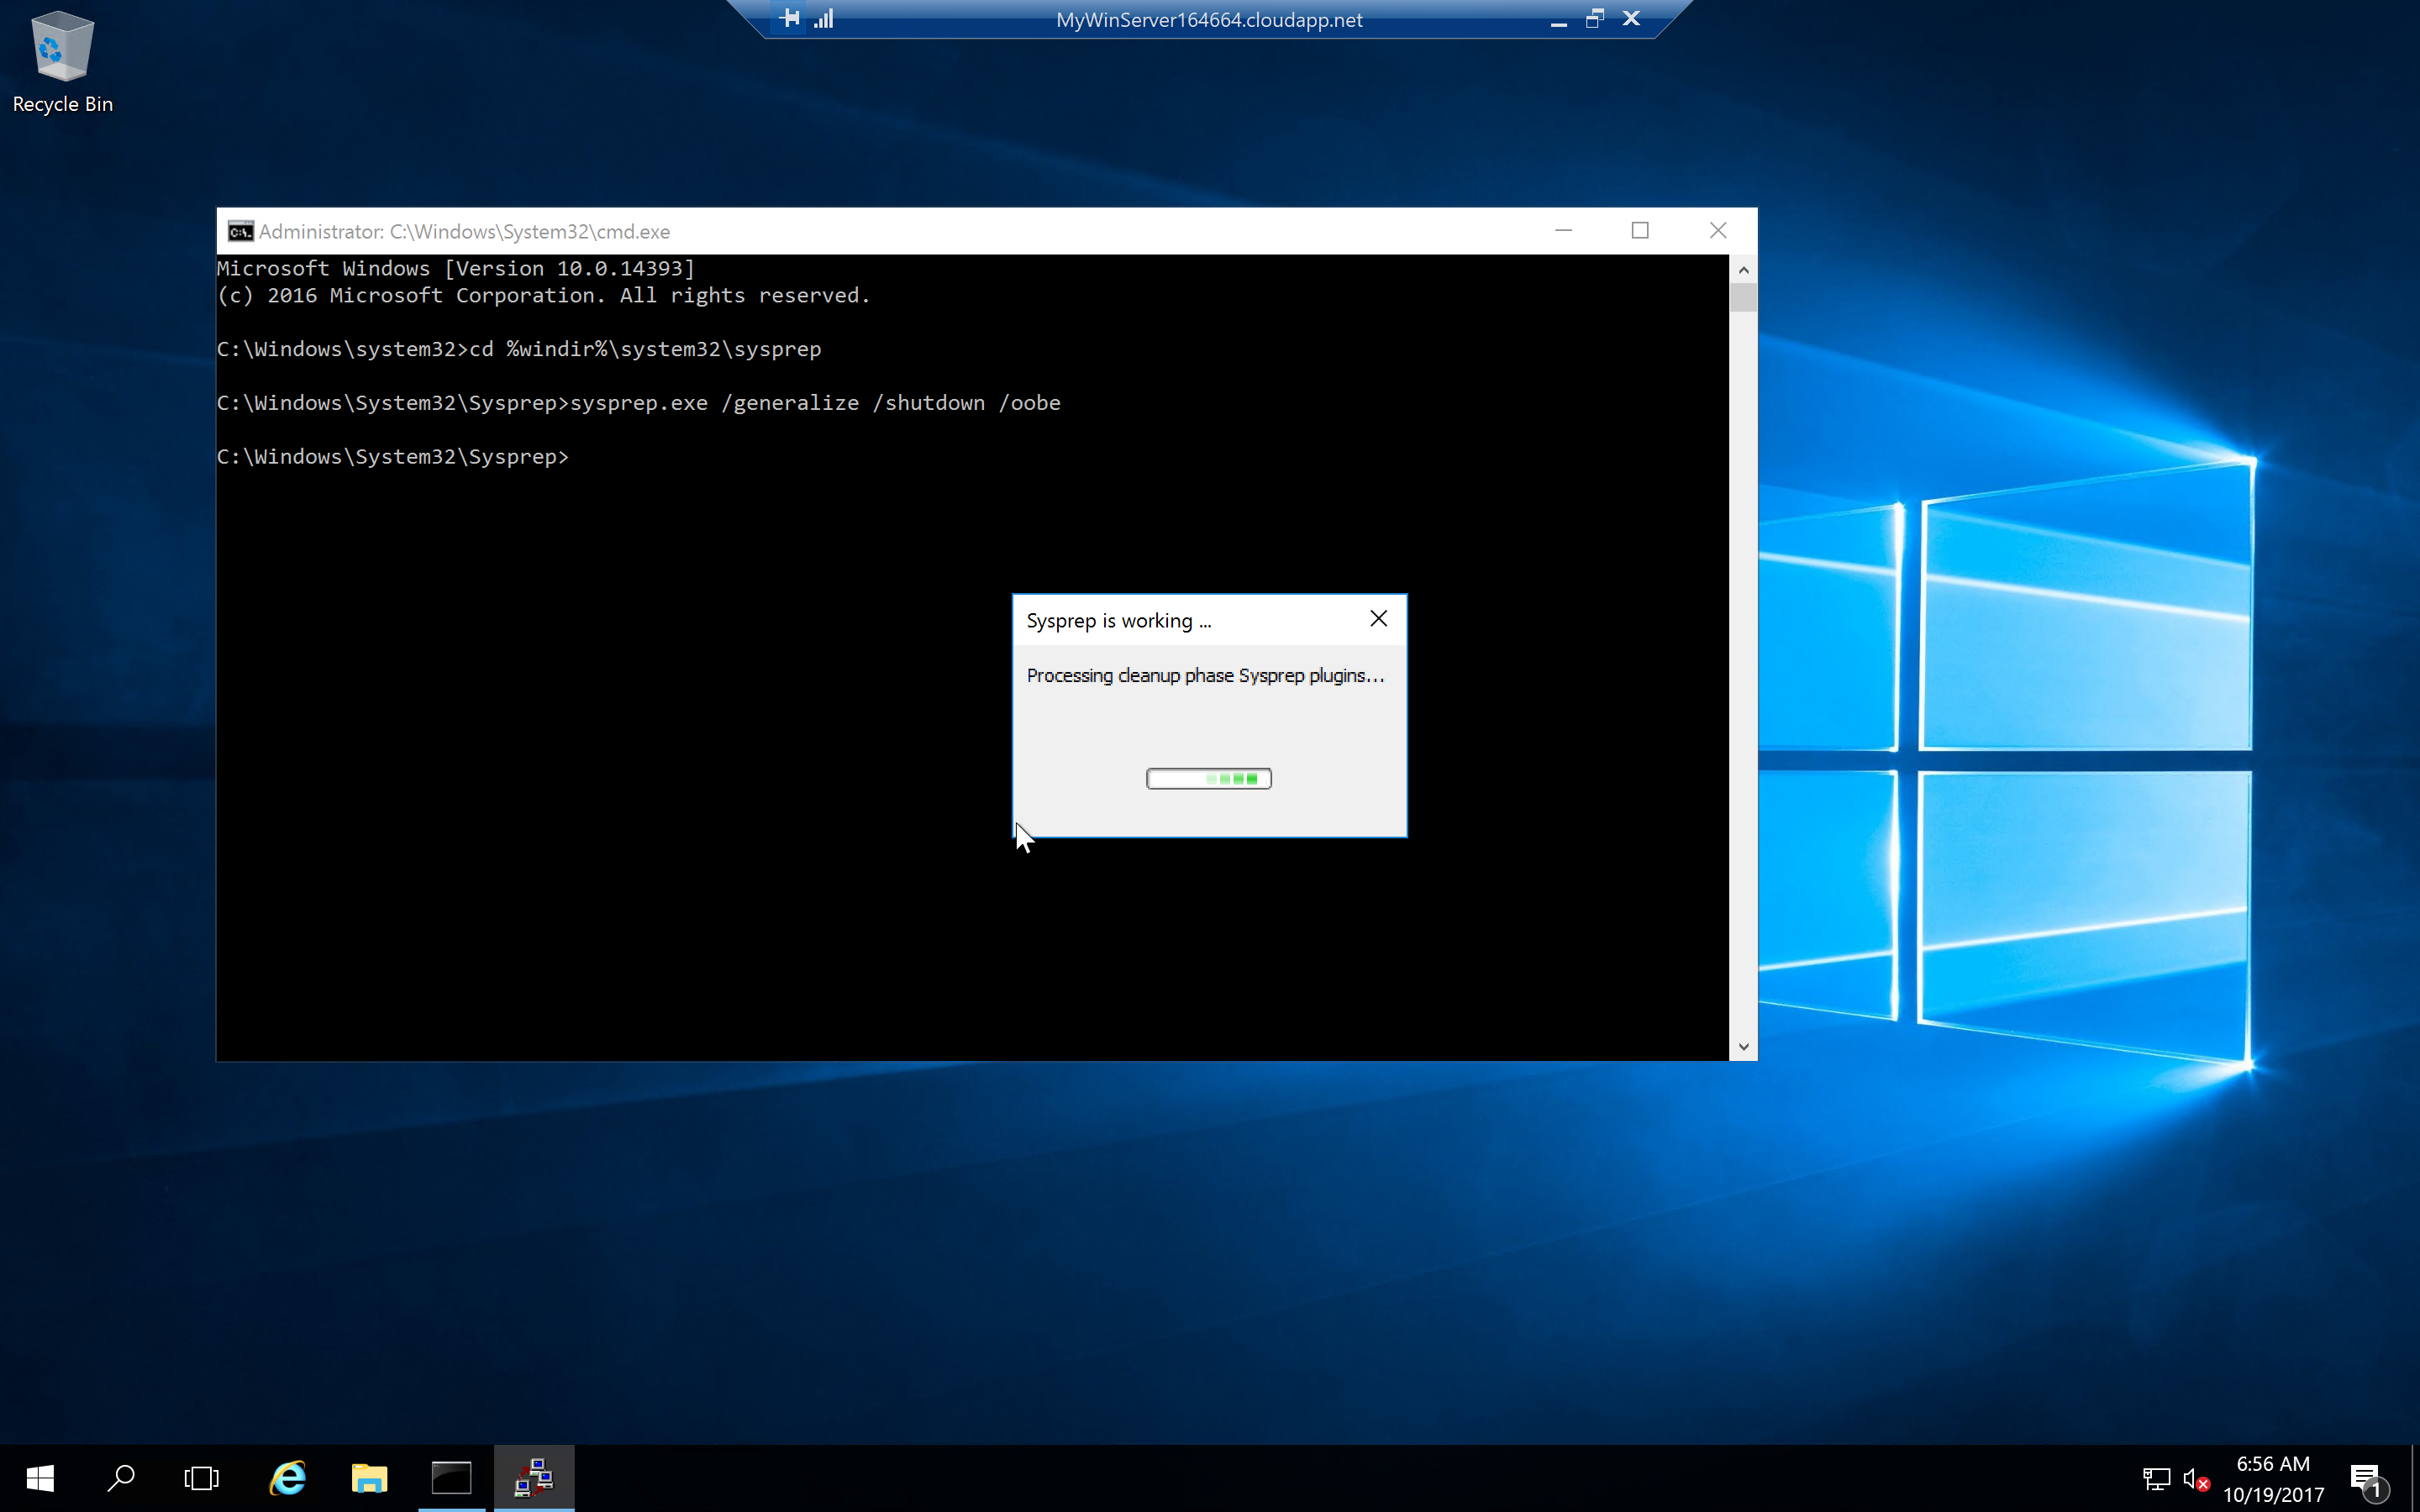 MyWinServer164664.cloudapp.net
Recycle Bin
Administrator: C:\Windows\System32\cmd.exe
Microsoft Windows [Version 10.0.14393]
(c) 2016 Microsoft Corporation. All rights reserved.
C:\Windows\system32>cd %windir%\system32\sysprep
C:\Windows\System32\Sysprep>sysprep.exe /generalize /shutdown /oobe
C:\Windows\System32\Sysprep>
Sysprep is working ...
Processing cleanup phase Sysprep plugins...
6:56 AM
10/19/2017
1